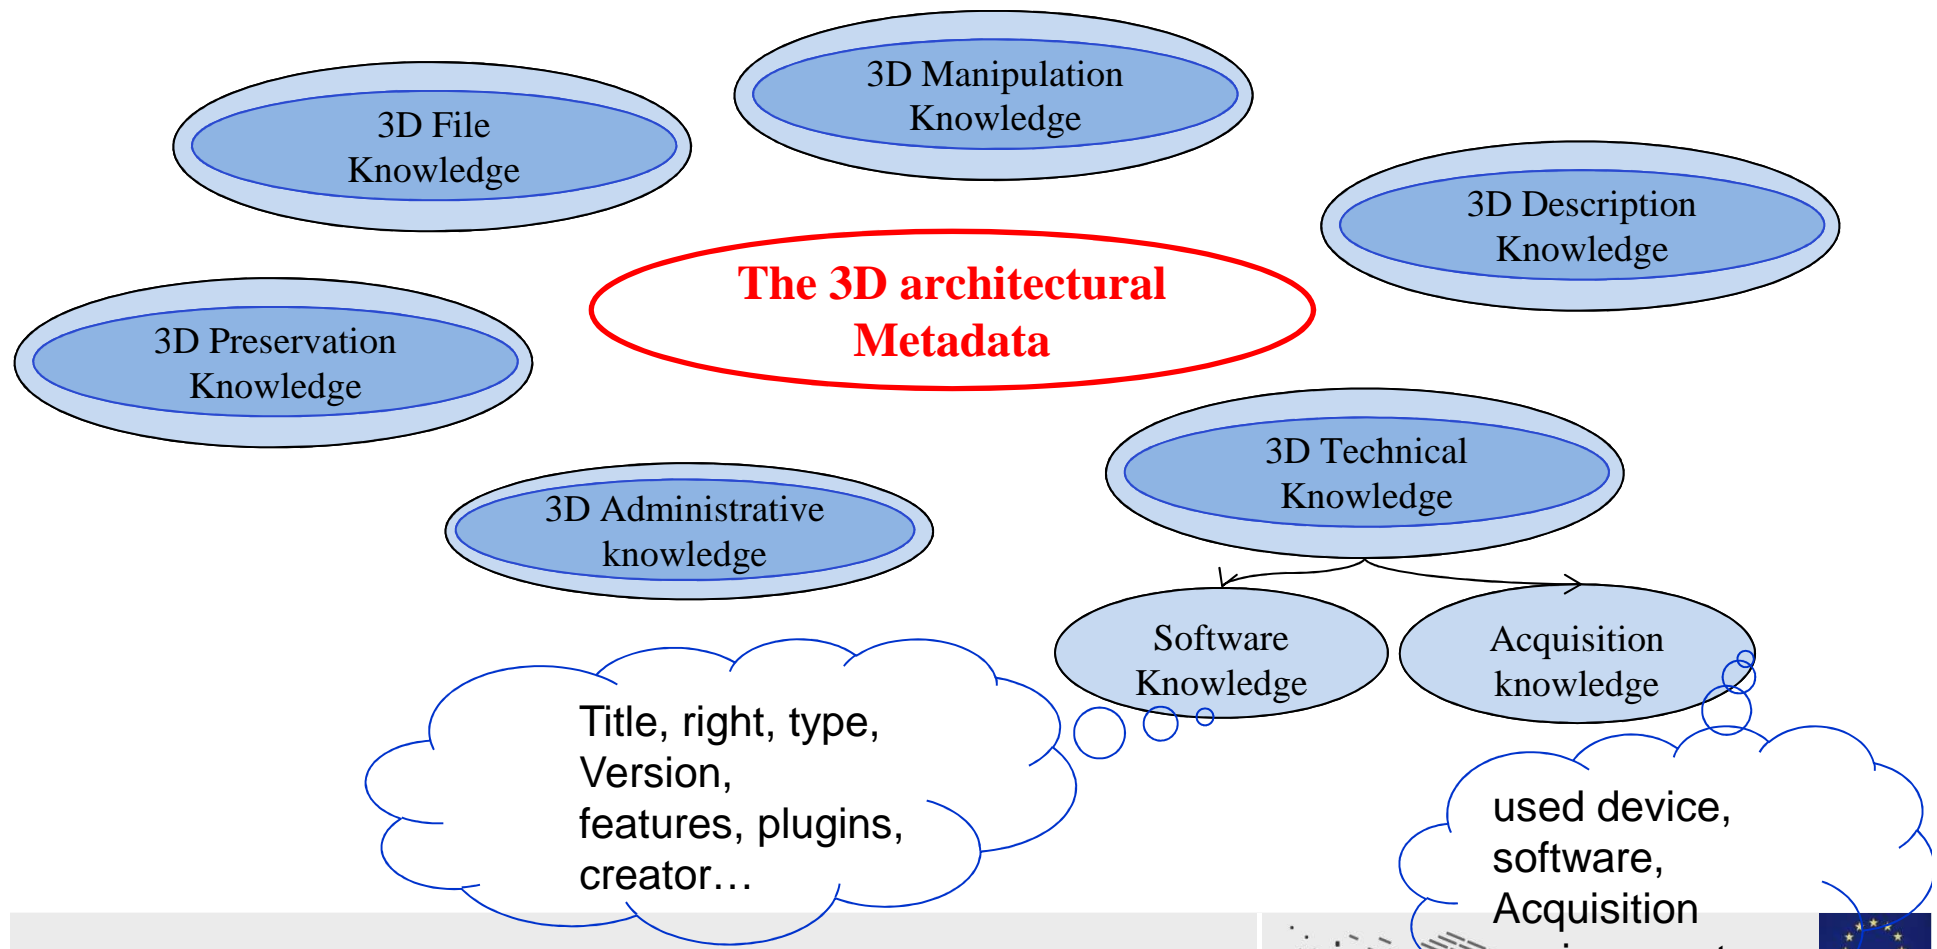 3D Manipulation
Knowledge
3D File
Knowledge
3D Description
Knowledge
The 3D architectural
Metadata
3D Preservation
Knowledge
3D Technical
Knowledge
3D Administrative
knowledge
Software
Knowledge
Acquisition
knowledge
Title, right, type,
Version,
features, plugins,
creator…
used device,
software,
Acquisition